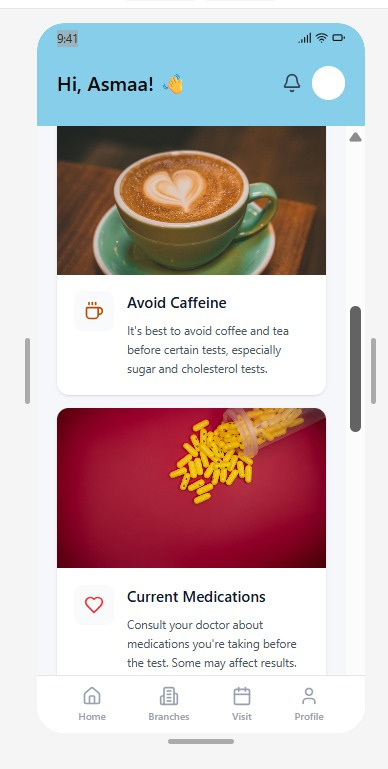 9:41
Hi, Asmaa! 👋
Avoid Caffeine
It's best to avoid coffee and tea
before certain tests, especially
sugar and cholesterol tests.
Current Medications
Consult your doctor about
medications you're taking before
the test. Some may affect results.
Home Branches Visit Profile